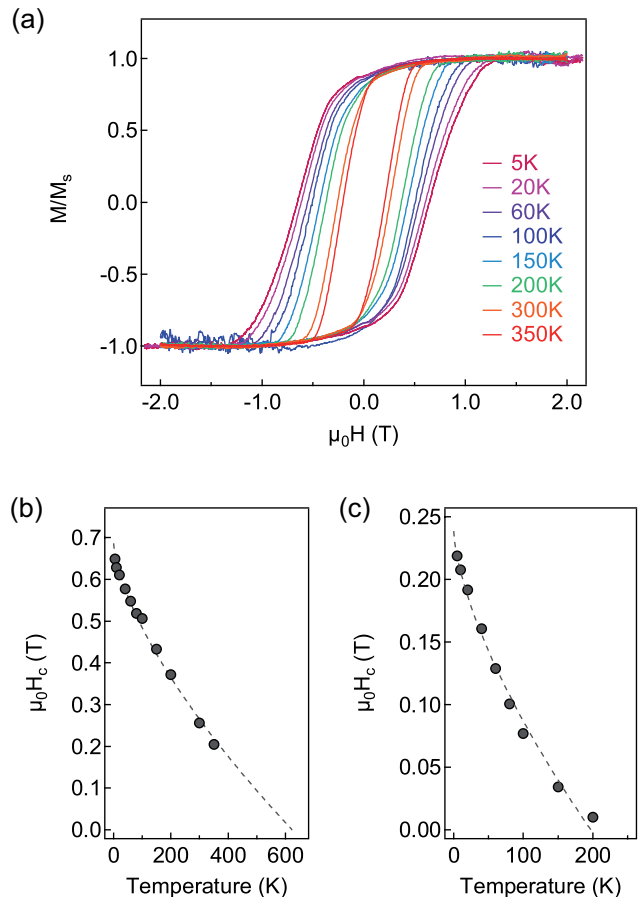 (a)
1.0
0.5
0.0
-0.5
-1.0
M/Ms
5K
20K
60K
100K
150K
200K
300K
350K
-2.0 -1.0 0.0 1.0 2.0
μ0H (T)
(b)
0.7
0.6
0.5
0.4
0.3
0.2
0.1
0.0
μ0Hc (T)
0 200 400 600
Temperature (K)
(c)
0.25
0.20
0.15
0.10
0.05
0.00
μ0Hc (T)
0 100 200
Temperature (K)